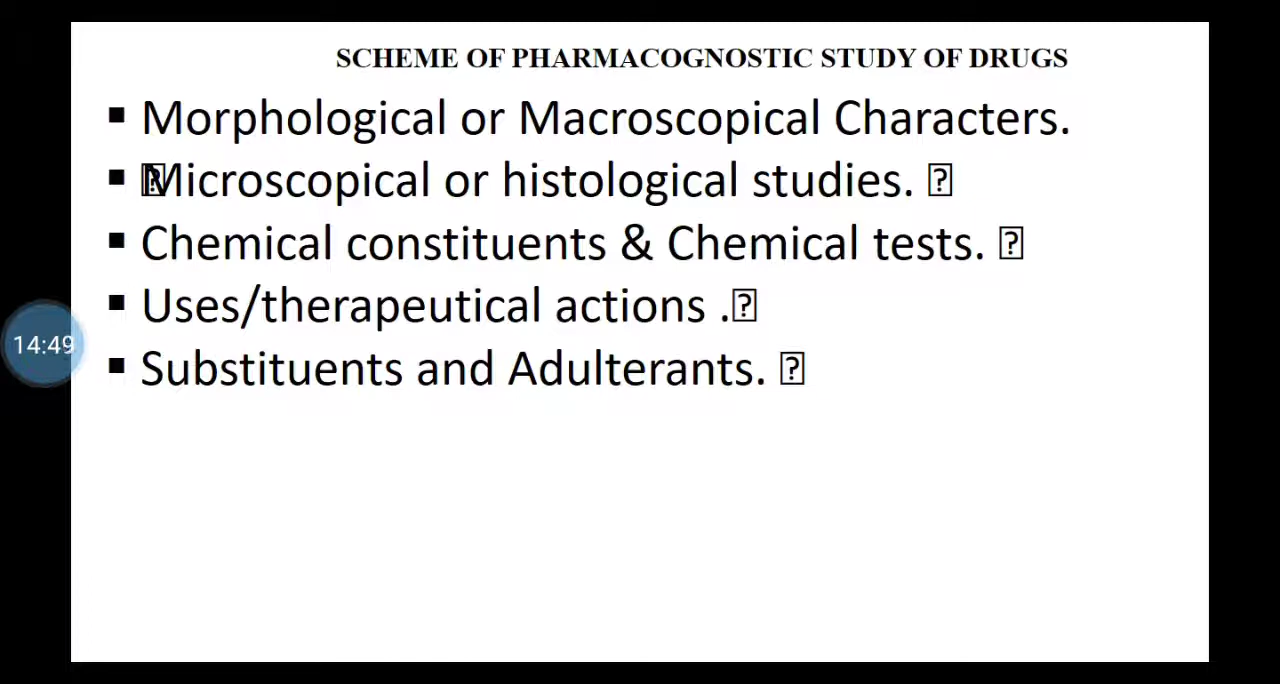 SCHEME OF PHARMACOGNOSTIC STUDY OF DRUGS
▪ Morphological or Macroscopical Characters.
▪ Microscopical or histological studies. 
▪ Chemical constituents & Chemical tests. 
▪ Uses/therapeutical actions .
14:49
▪ Substituents and Adulterants.